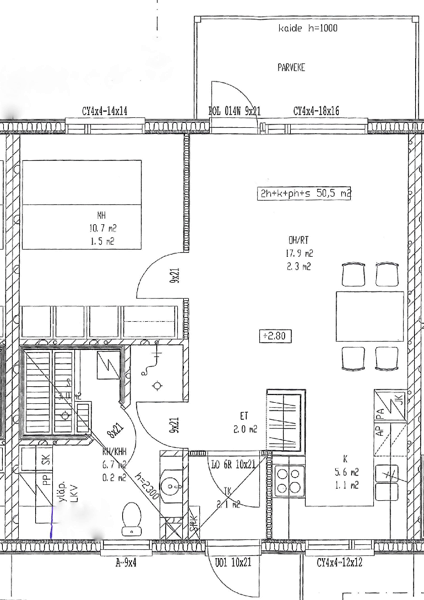 kaide h=1000
PARVEKE
CY4x4-14x14
POL 014N 9x21
CY4x4-18x16
2h+k+ph+s 50,5 m2
MH
10.7 m2
1.5 m2
OH/RT
17.9 m2
2.3 m2
9x21
+2.80
ET
2.0 m2
9x21
8x21
KH/KHH
6.7 m2
0.2 m2
h=2300
SK
PP
yläp.
LKV
LO 6R 10x21
TK
2.1 m2
K
5.6 m2
1.1 m2
PA
JK
AP
A-9x4
UO1 10x21
CY4x4-12x12